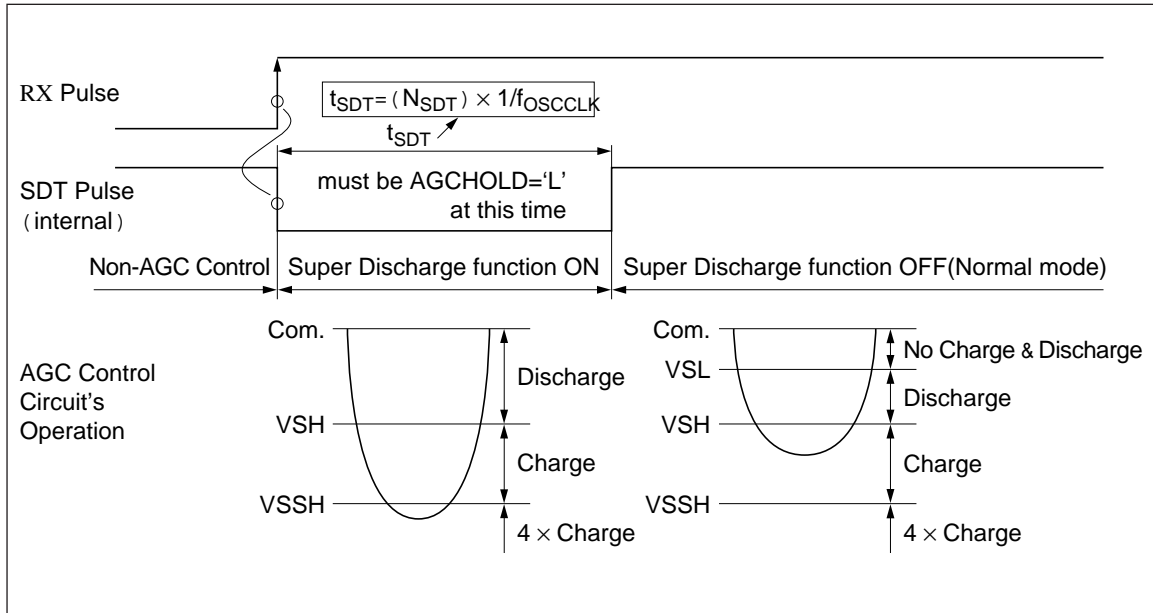 RX Pulse
tSDT=(NSDT) × 1/fOSCCLK
tSDT
SDT Pulse
(internal)
must be AGCHOLD=‘L’
at this time
Non-AGC Control
Super Discharge function ON
Super Discharge function OFF(Normal mode)
AGC Control
Circuit's
Operation
Com.
VSH
VSSH
Discharge
Charge
4 × Charge
Com.
VSL
VSH
VSSH
No Charge & Discharge
Discharge
Charge
4 × Charge